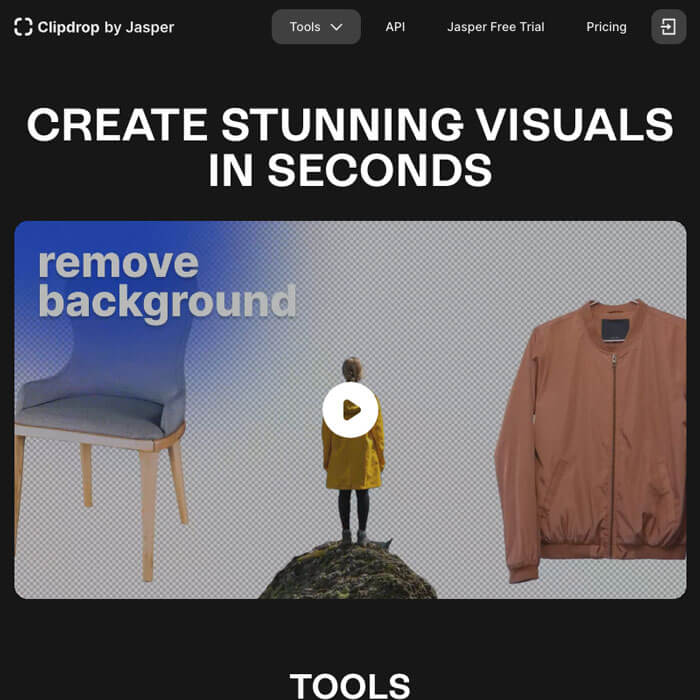 Clipdrop by Jasper
Tools
API
Jasper Free Trial
Pricing
CREATE STUNNING VISUALS
IN SECONDS
remove
background
TOOLS